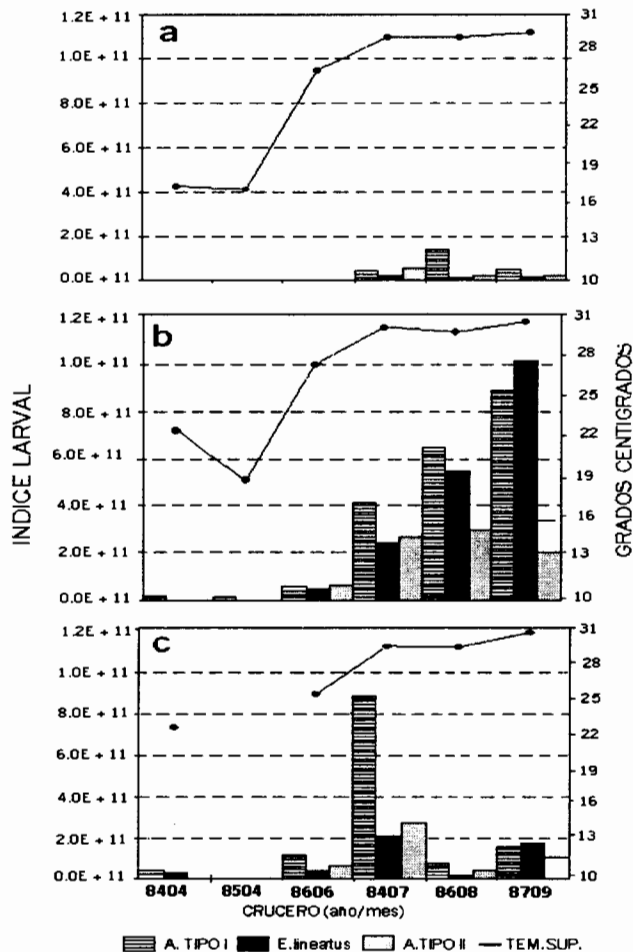 a
1.2E + 11
1.0E + 11
8.0E + 11
6.0E + 11
4.0E + 11
2.0E + 11
0.0E + 11
31
28
25
22
19
16
13
10
b
1.2E + 11
1.0E + 11
8.0E + 11
6.0E + 11
4.0E + 11
2.0E + 11
0.0E + 11
31
28
25
22
19
16
13
10
INDICE LARVAL
GRADOS CENTIGRADOS
c
1.2E + 11
1.0E + 11
8.0E + 11
6.0E + 11
4.0E + 11
2.0E + 11
0.0E + 11
31
28
25
22
19
16
13
10
8404 8504 8606 8407 8608 8709
CRUCERO (año/mes)
A. TIPO I E.lineatus A.TIPO II TEM.SUP.